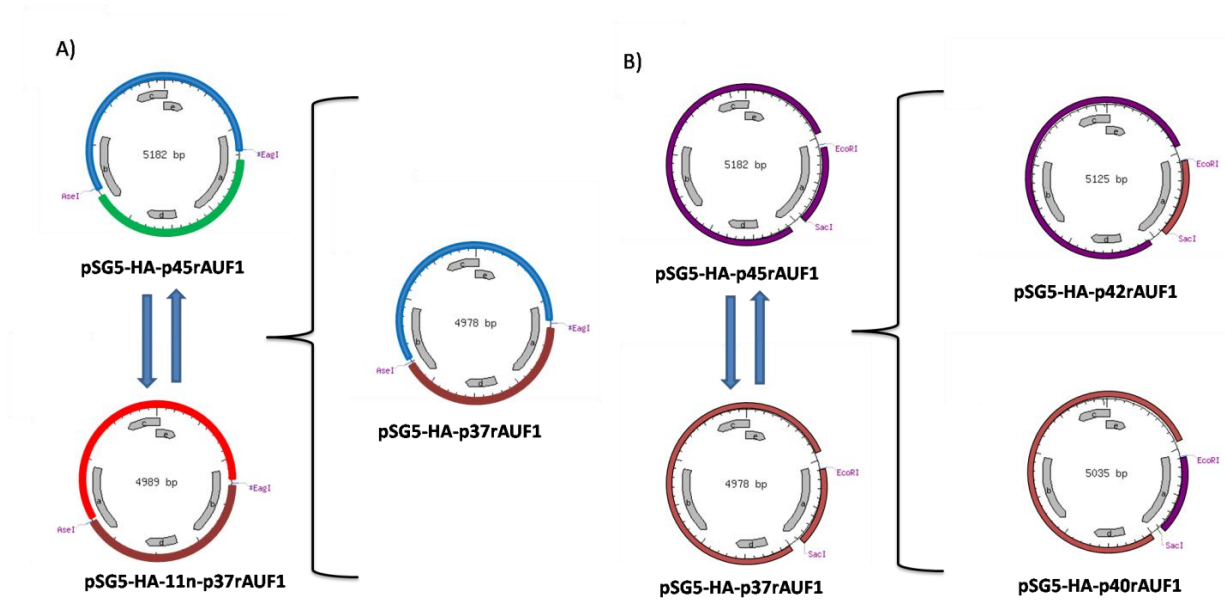 A)
c
e
5182 bp
*EagI
b
a
AseI
d
pSG5-HA-p45rAUF1
c
e
4989 bp
*EagI
a
b
AseI
d
pSG5-HA-11n-p37rAUF1
c
e
4978 bp
*EagI
b
a
AseI
d
pSG5-HA-p37rAUF1
B)
c
e
EcoRI
5182 bp
b
a
d
SacI
pSG5-HA-p45rAUF1
c
e
EcoRI
4978 bp
b
a
d
SacI
pSG5-HA-p37rAUF1
c
e
EcoRI
5125 bp
b
a
d
SacI
pSG5-HA-p42rAUF1
c
e
EcoRI
5035 bp
b
a
d
SacI
pSG5-HA-p40rAUF1